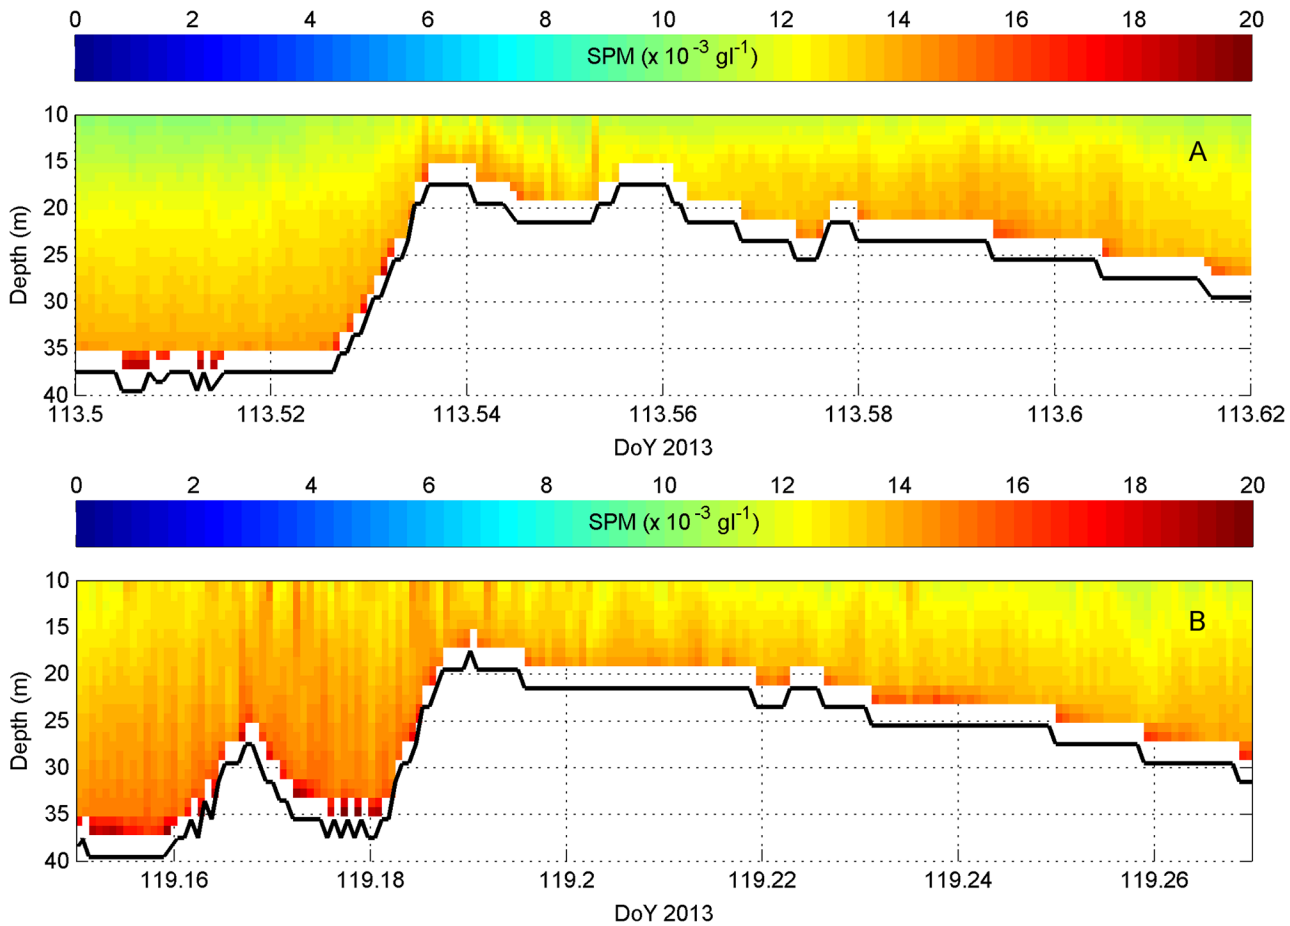 0 2 4 6 8 10 12 14 16 18 20
SPM (x 10⁻³ gl⁻¹)
10
15
20
25
30
35
40
Depth (m)
A
113.5 113.52 113.54 113.56 113.58 113.6 113.62
DoY 2013
0 2 4 6 8 10 12 14 16 18 20
SPM (x 10⁻³ gl⁻¹)
10
15
20
25
30
35
40
Depth (m)
B
119.16 119.18 119.2 119.22 119.24 119.26
DoY 2013